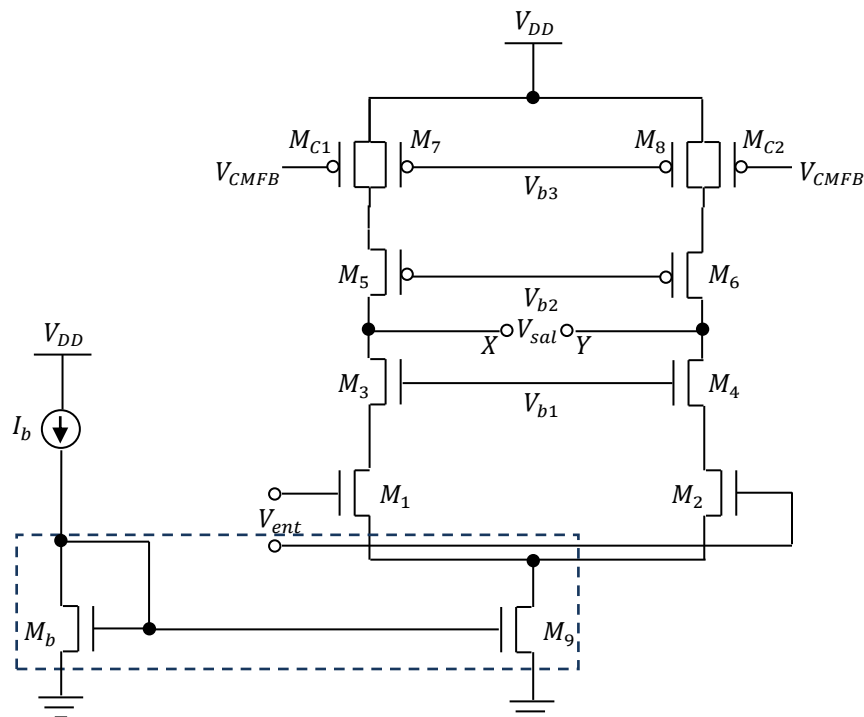 V_DD
M_C1
M_7
M_8
M_C2
V_CMFB
V_b3
V_CMFB
M_5
V_b2
M_6
V_DD
X
V_sal
Y
M_3
V_b1
M_4
I_b
M_1
M_2
V_ent
M_b
M_9